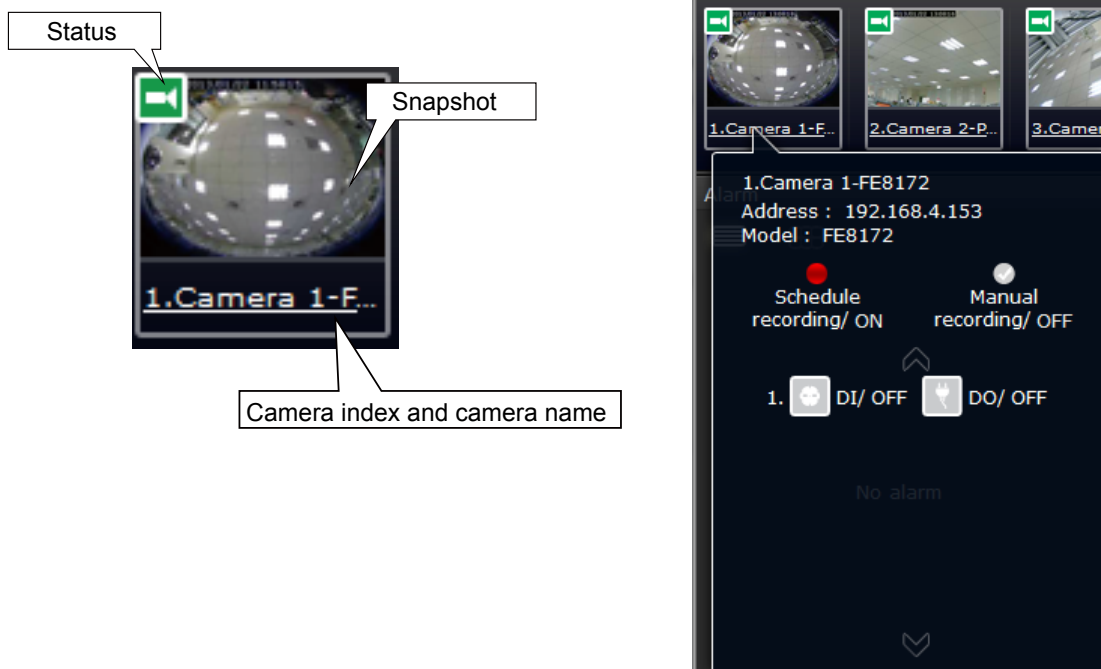 Status
Snapshot
1.Camera 1-F...
Camera index and camera name
1.Camera 1-F...
2.Camera 2-P...
3.Camer
1.Camera 1-FE8172
Alarm
Address : 192.168.4.153
Model : FE8172
Schedule
recording/ ON
Manual
recording/ OFF
1. DI/ OFF DO/ OFF
No alarm